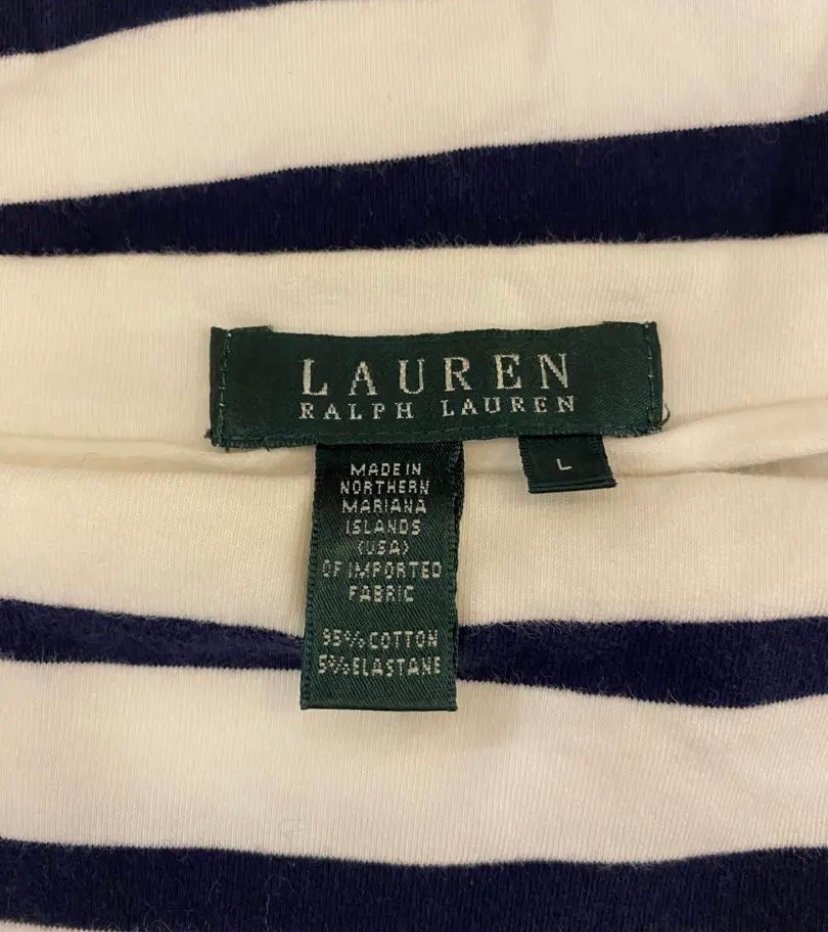 LAUREN
RALPH LAUREN
L
MADE IN
NORTHERN
MARIANA
ISLANDS
(USA)
OF IMPORTED
FABRIC
95% COTTON
5% ELASTANE